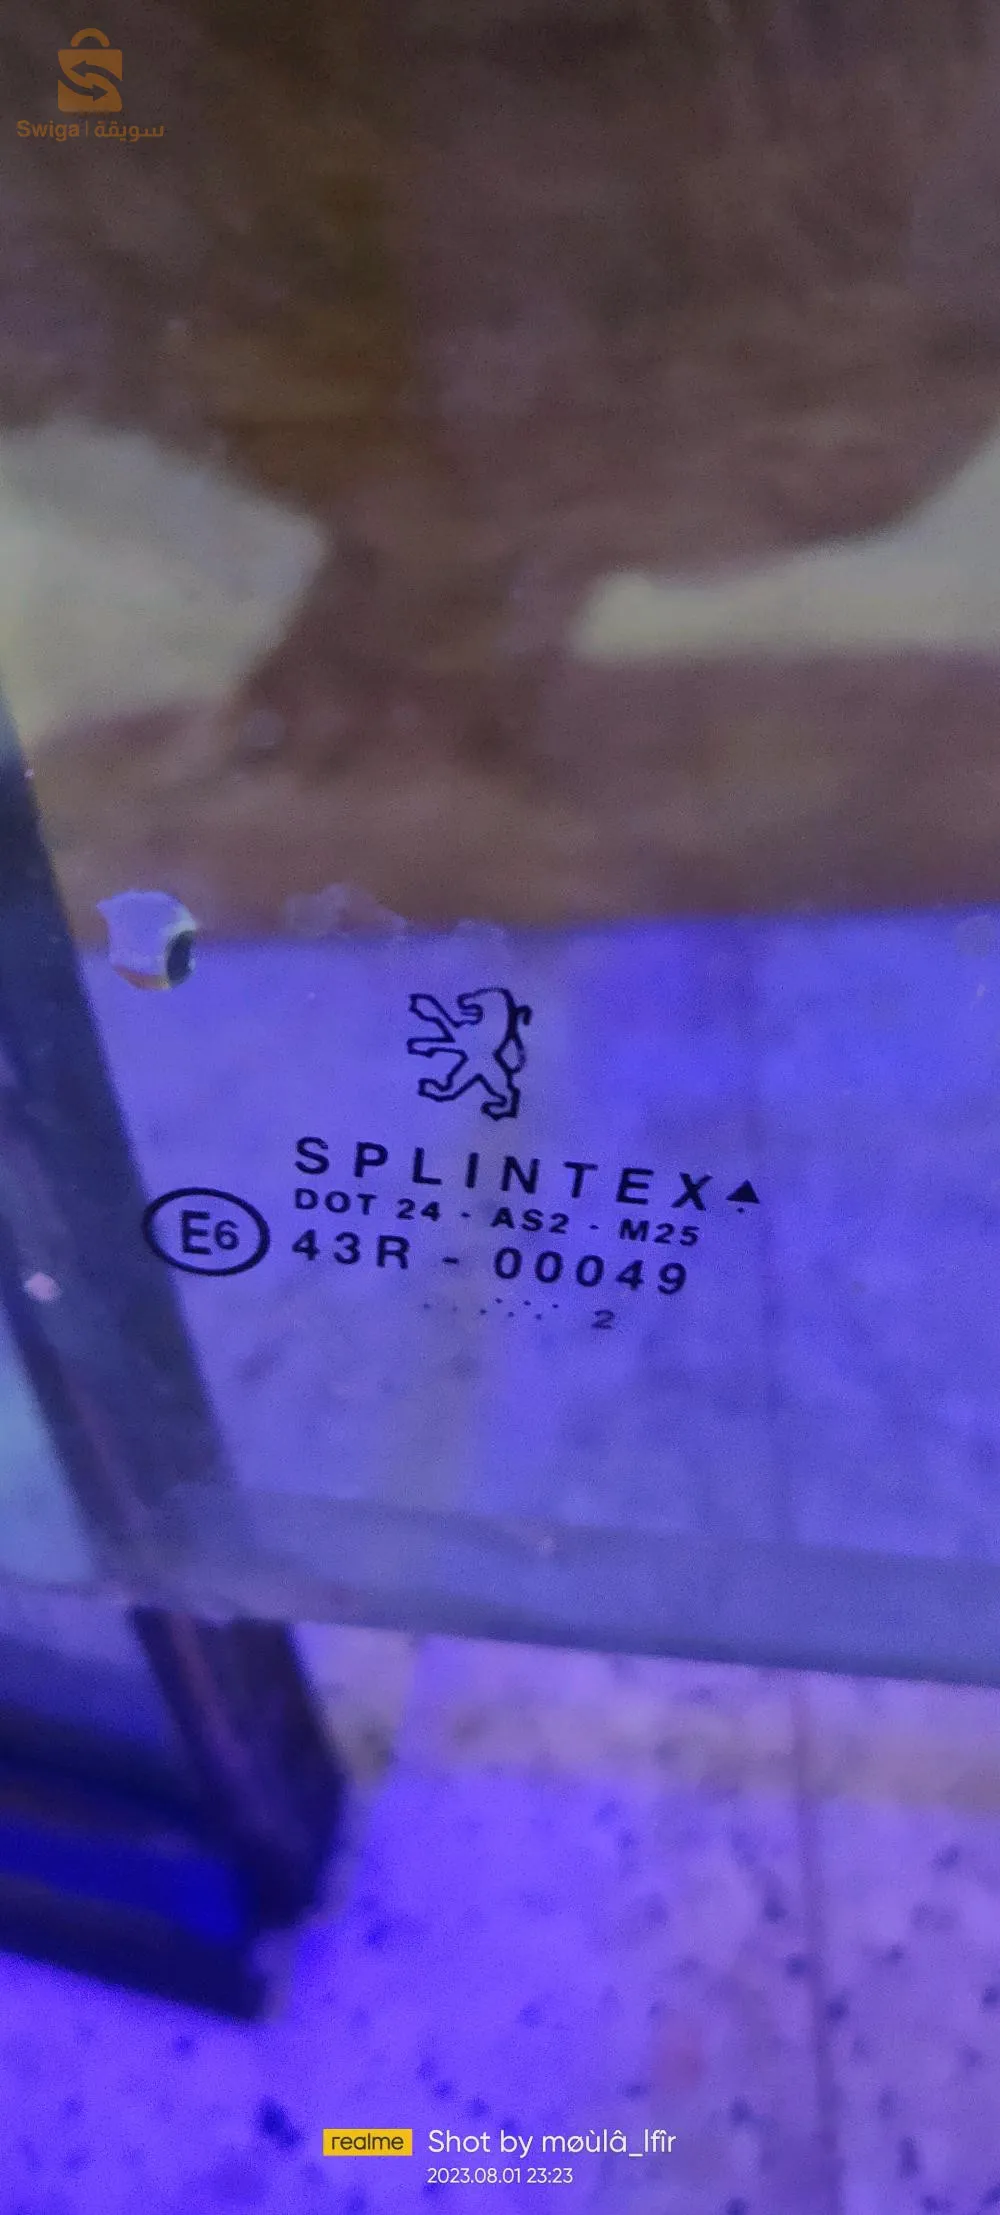 Swiga | سويقة
SPLINTEX
DOT 24 - AS2 - M25
E6
43R - 00049
2
realme Shot by møùlâ_lfîr
2023.08.01 23:23